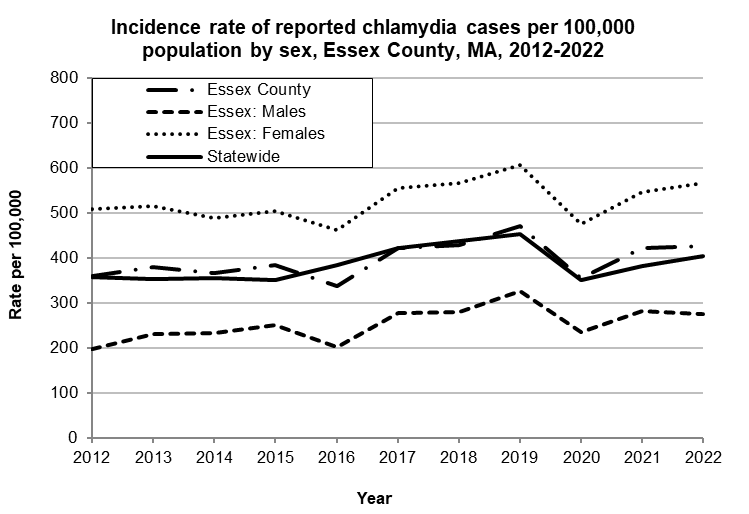 Incidence rate of reported chlamydia cases per 100,000
population by sex, Essex County, MA, 2012-2022
800
700
600
500
400
300
200
100
0
Rate per 100,000
Essex County
Essex: Males
Essex: Females
Statewide
2012 2013 2014 2015 2016 2017 2018 2019 2020 2021 2022
Year